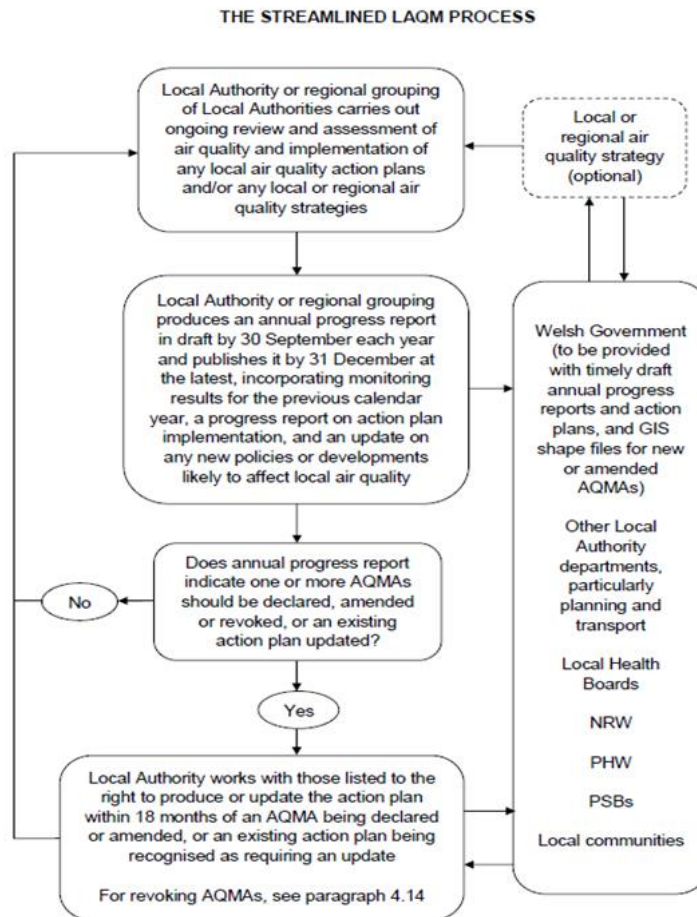 THE STREAMLINED LAQM PROCESS
Local Authority or regional grouping
of Local Authorities carries out
ongoing review and assessment of
air quality and implementation of
any local air quality action plans
and/or any local or regional air
quality strategies
Local or
regional air
quality strategy
(optional)
Local Authority or regional grouping
produces an annual progress report
in draft by 30 September each year
and publishes it by 31 December at
the latest, incorporating monitoring
results for the previous calendar
year, a progress report on action plan
implementation, and an update on
any new policies or developments
likely to affect local air quality
Welsh Government
(to be provided
with timely draft
annual progress
reports and action
plans, and GIS
shape files for new
or amended
AQMAs)
Other Local
Authority
departments,
particularly
planning and
transport
Local Health
Boards
NRW
PHW
PSBs
Local communities
Does annual progress report
indicate one or more AQMAs
should be declared, amended
or revoked, or an existing
action plan updated?
No
Yes
Local Authority works with those listed to the
right to produce or update the action plan
within 18 months of an AQMA being declared
or amended, or an existing action plan being
recognised as requiring an update
For revoking AQMAs, see paragraph 4.14